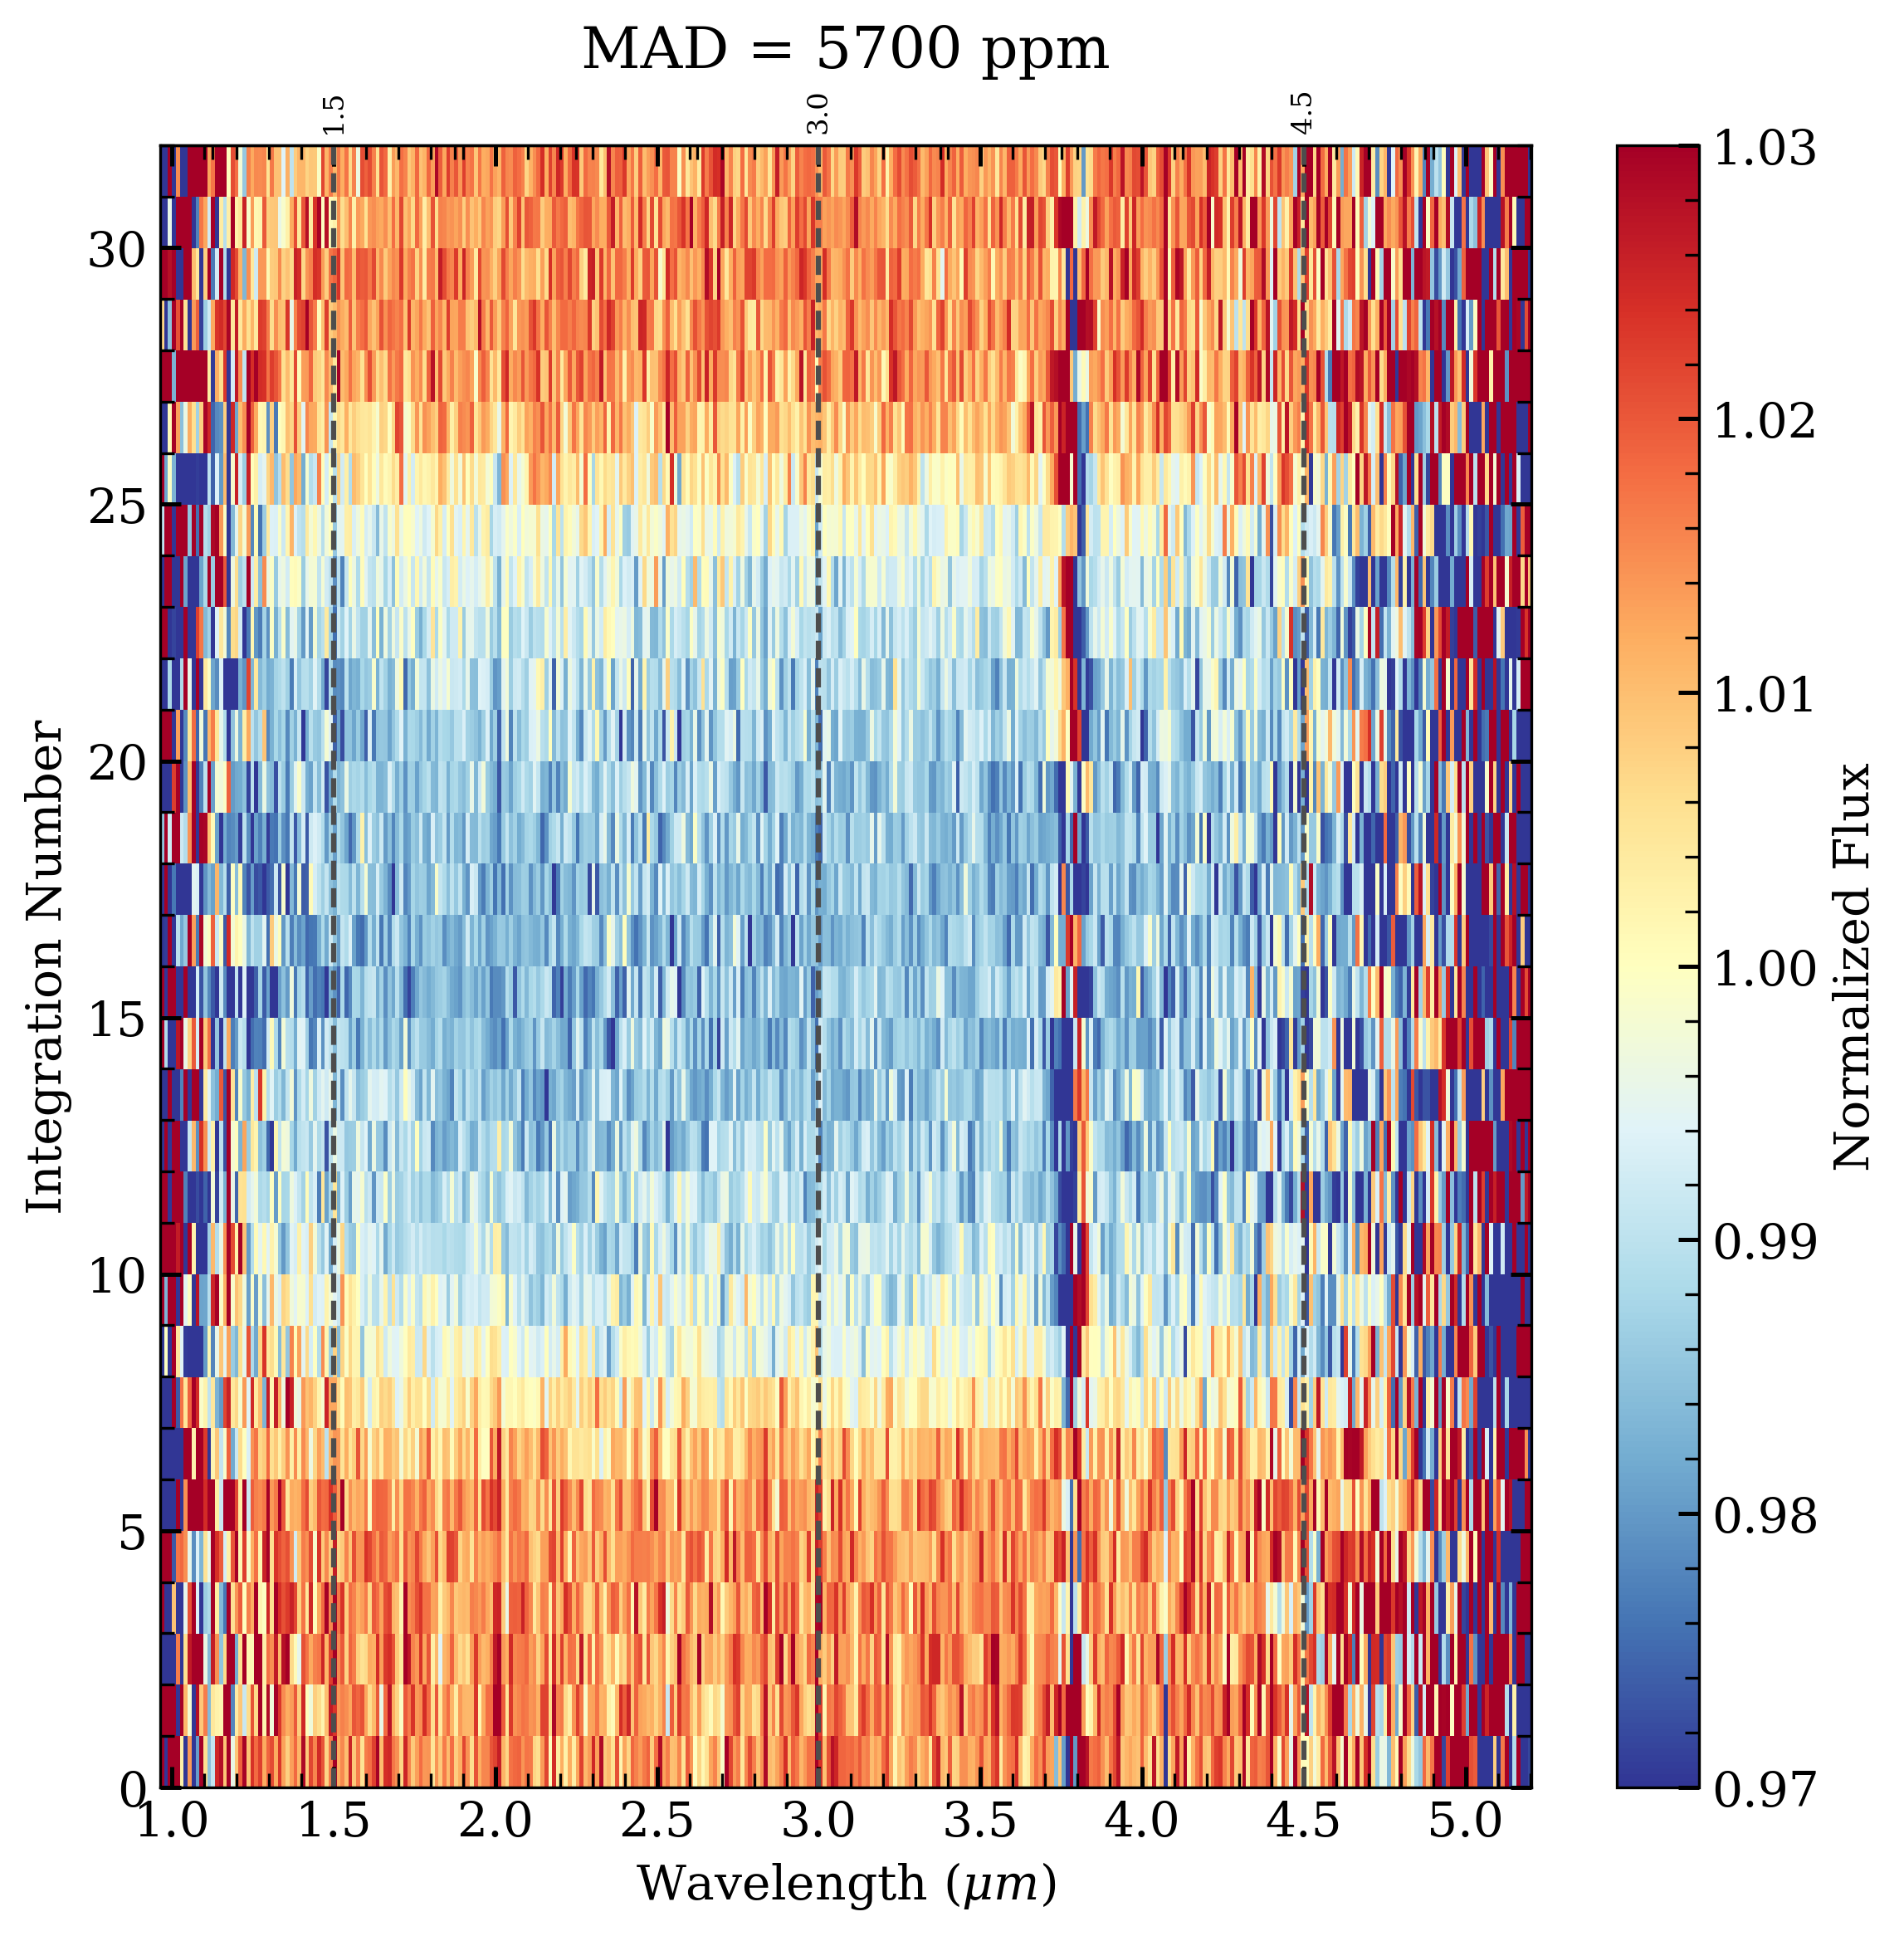 MAD = 5700 ppm
1.5 3.0 4.5
Integration Number
30
25
20
15
10
5
0
1.0 1.5 2.0 2.5 3.0 3.5 4.0 4.5 5.0
Wavelength (μm)
1.03
1.02
1.01
1.00
0.99
0.98
0.97
Normalized Flux